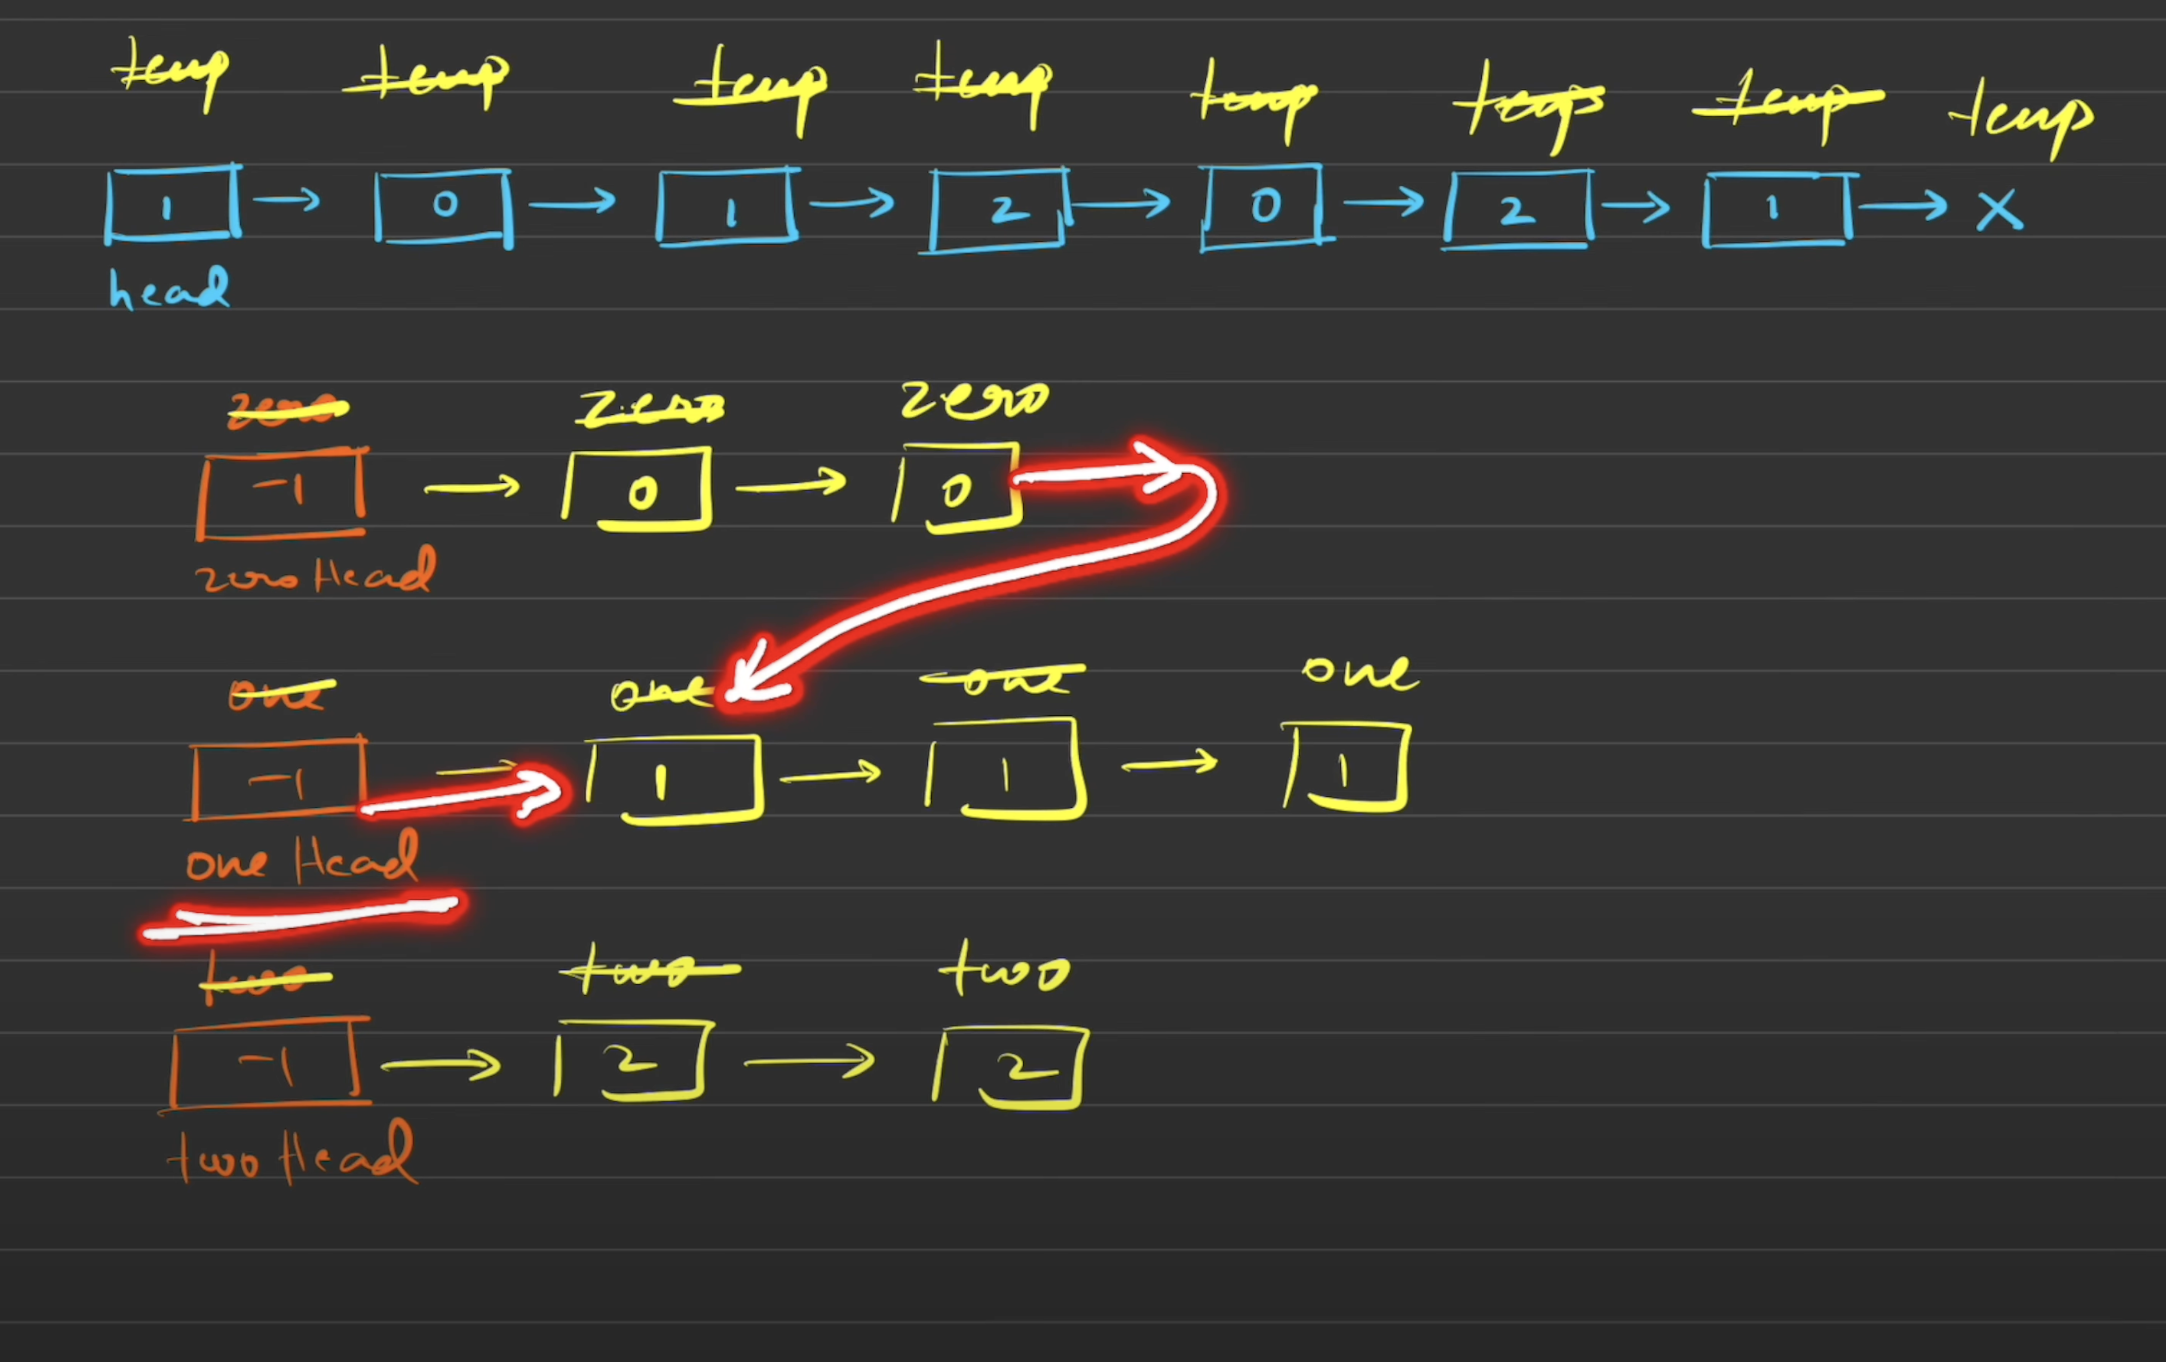 temp temp temp temp temp temp temp temp
1 → 0 → 1 → 2 → 0 → 2 → 1 → X
head
zero zero zero
-1 → 0 → 0 →
zero Head
one one one
-1 → 1 → 1 → 1
one Head
two two two
-1 → 2 → 2
two Head